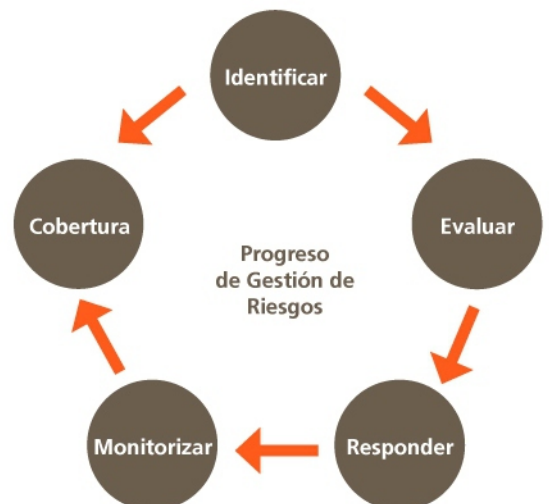 Identificar
Evaluar
Responder
Monitorizar
Cobertura
Progreso
de Gestión de
Riesgos